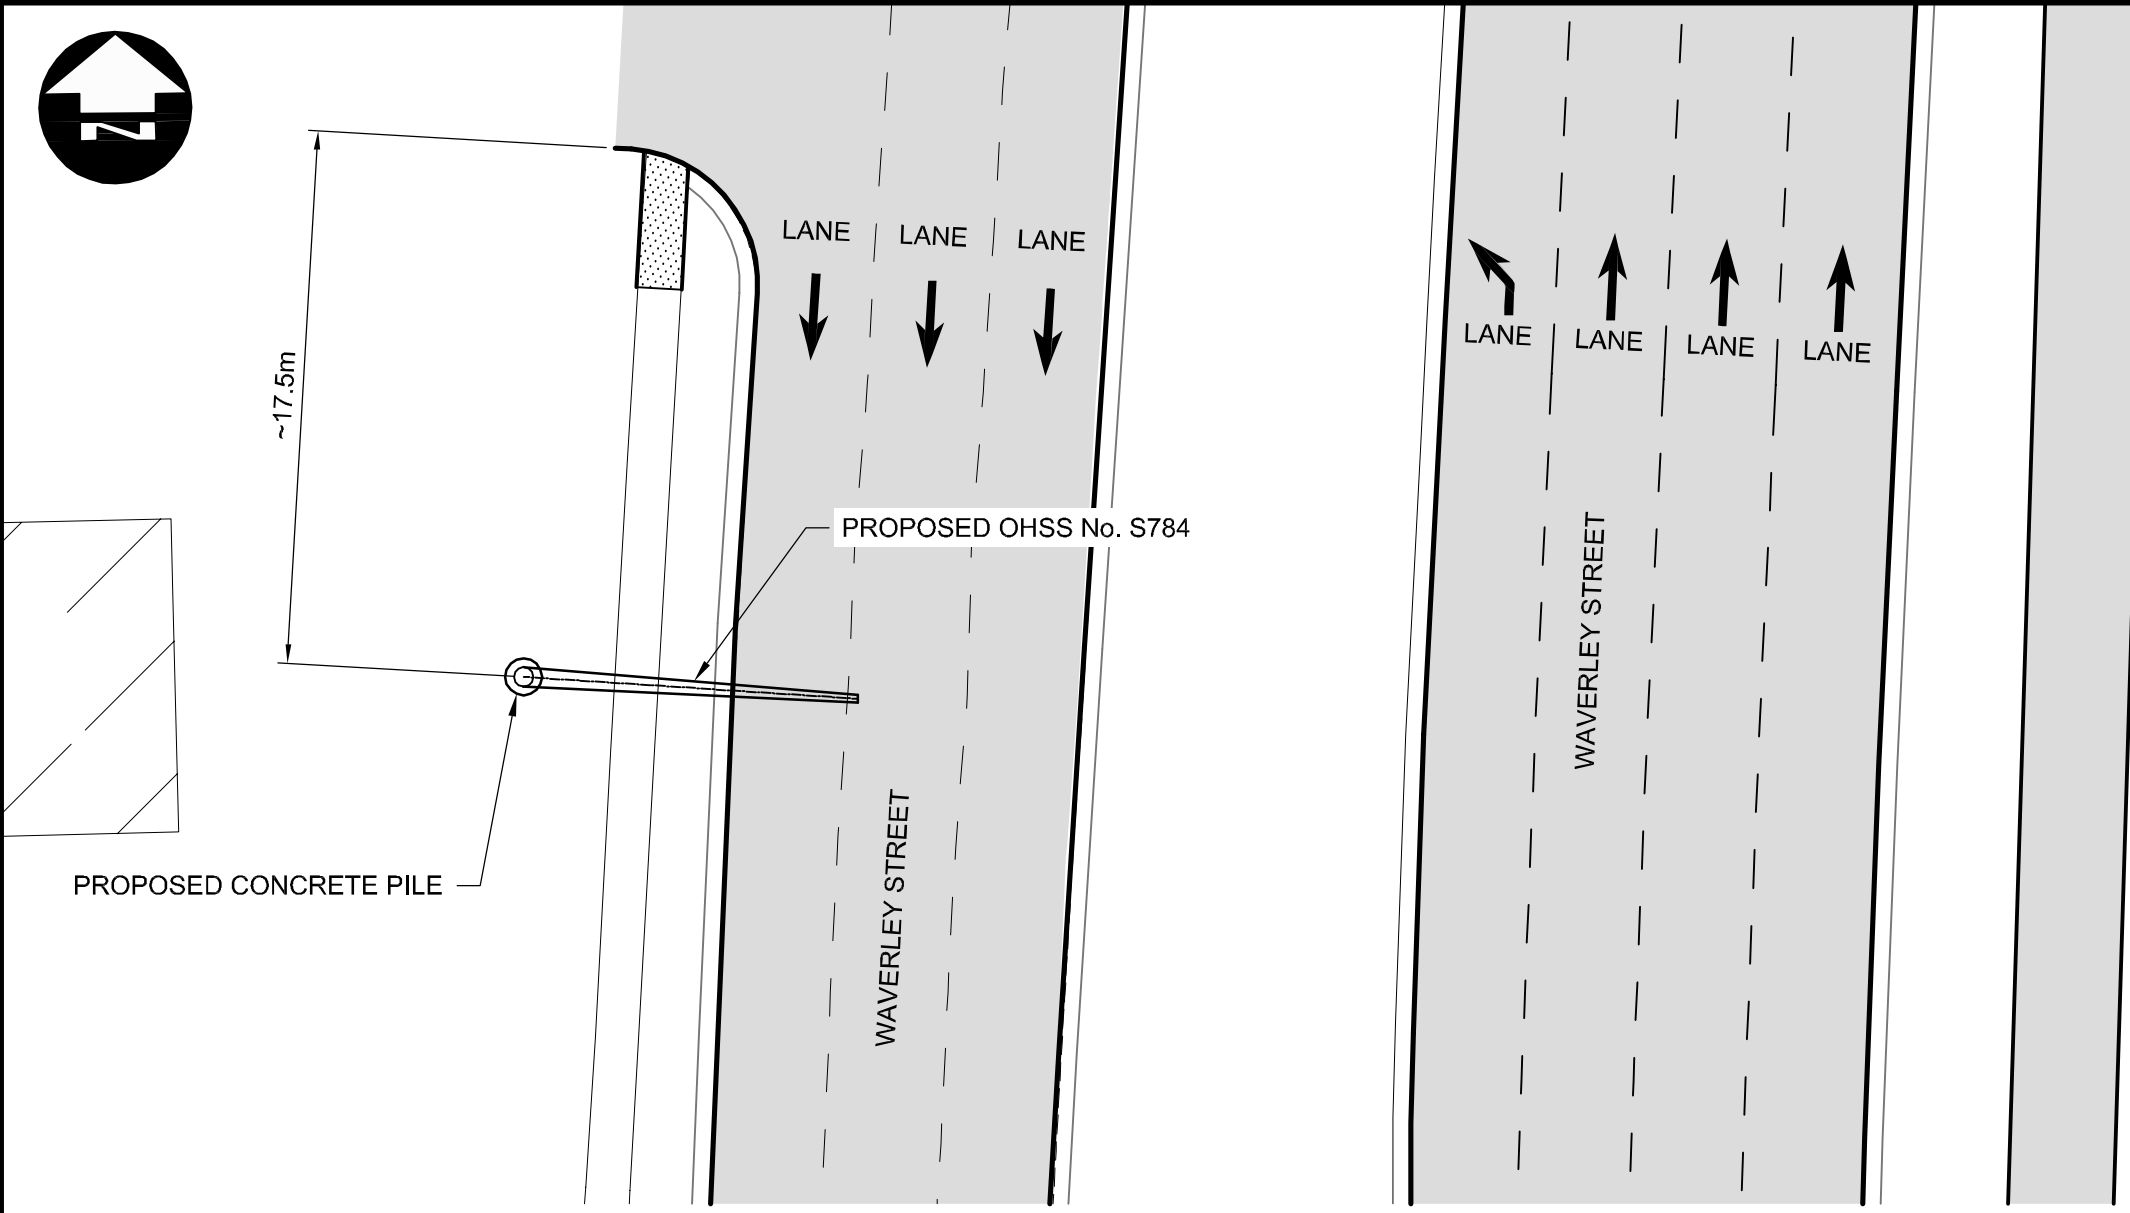 N
LANE
LANE
LANE
LANE
LANE
LANE
LANE
~17.5m
PROPOSED OHSS No. S784
WAVERLEY STREET
WAVERLEY STREET
PROPOSED CONCRETE PILE